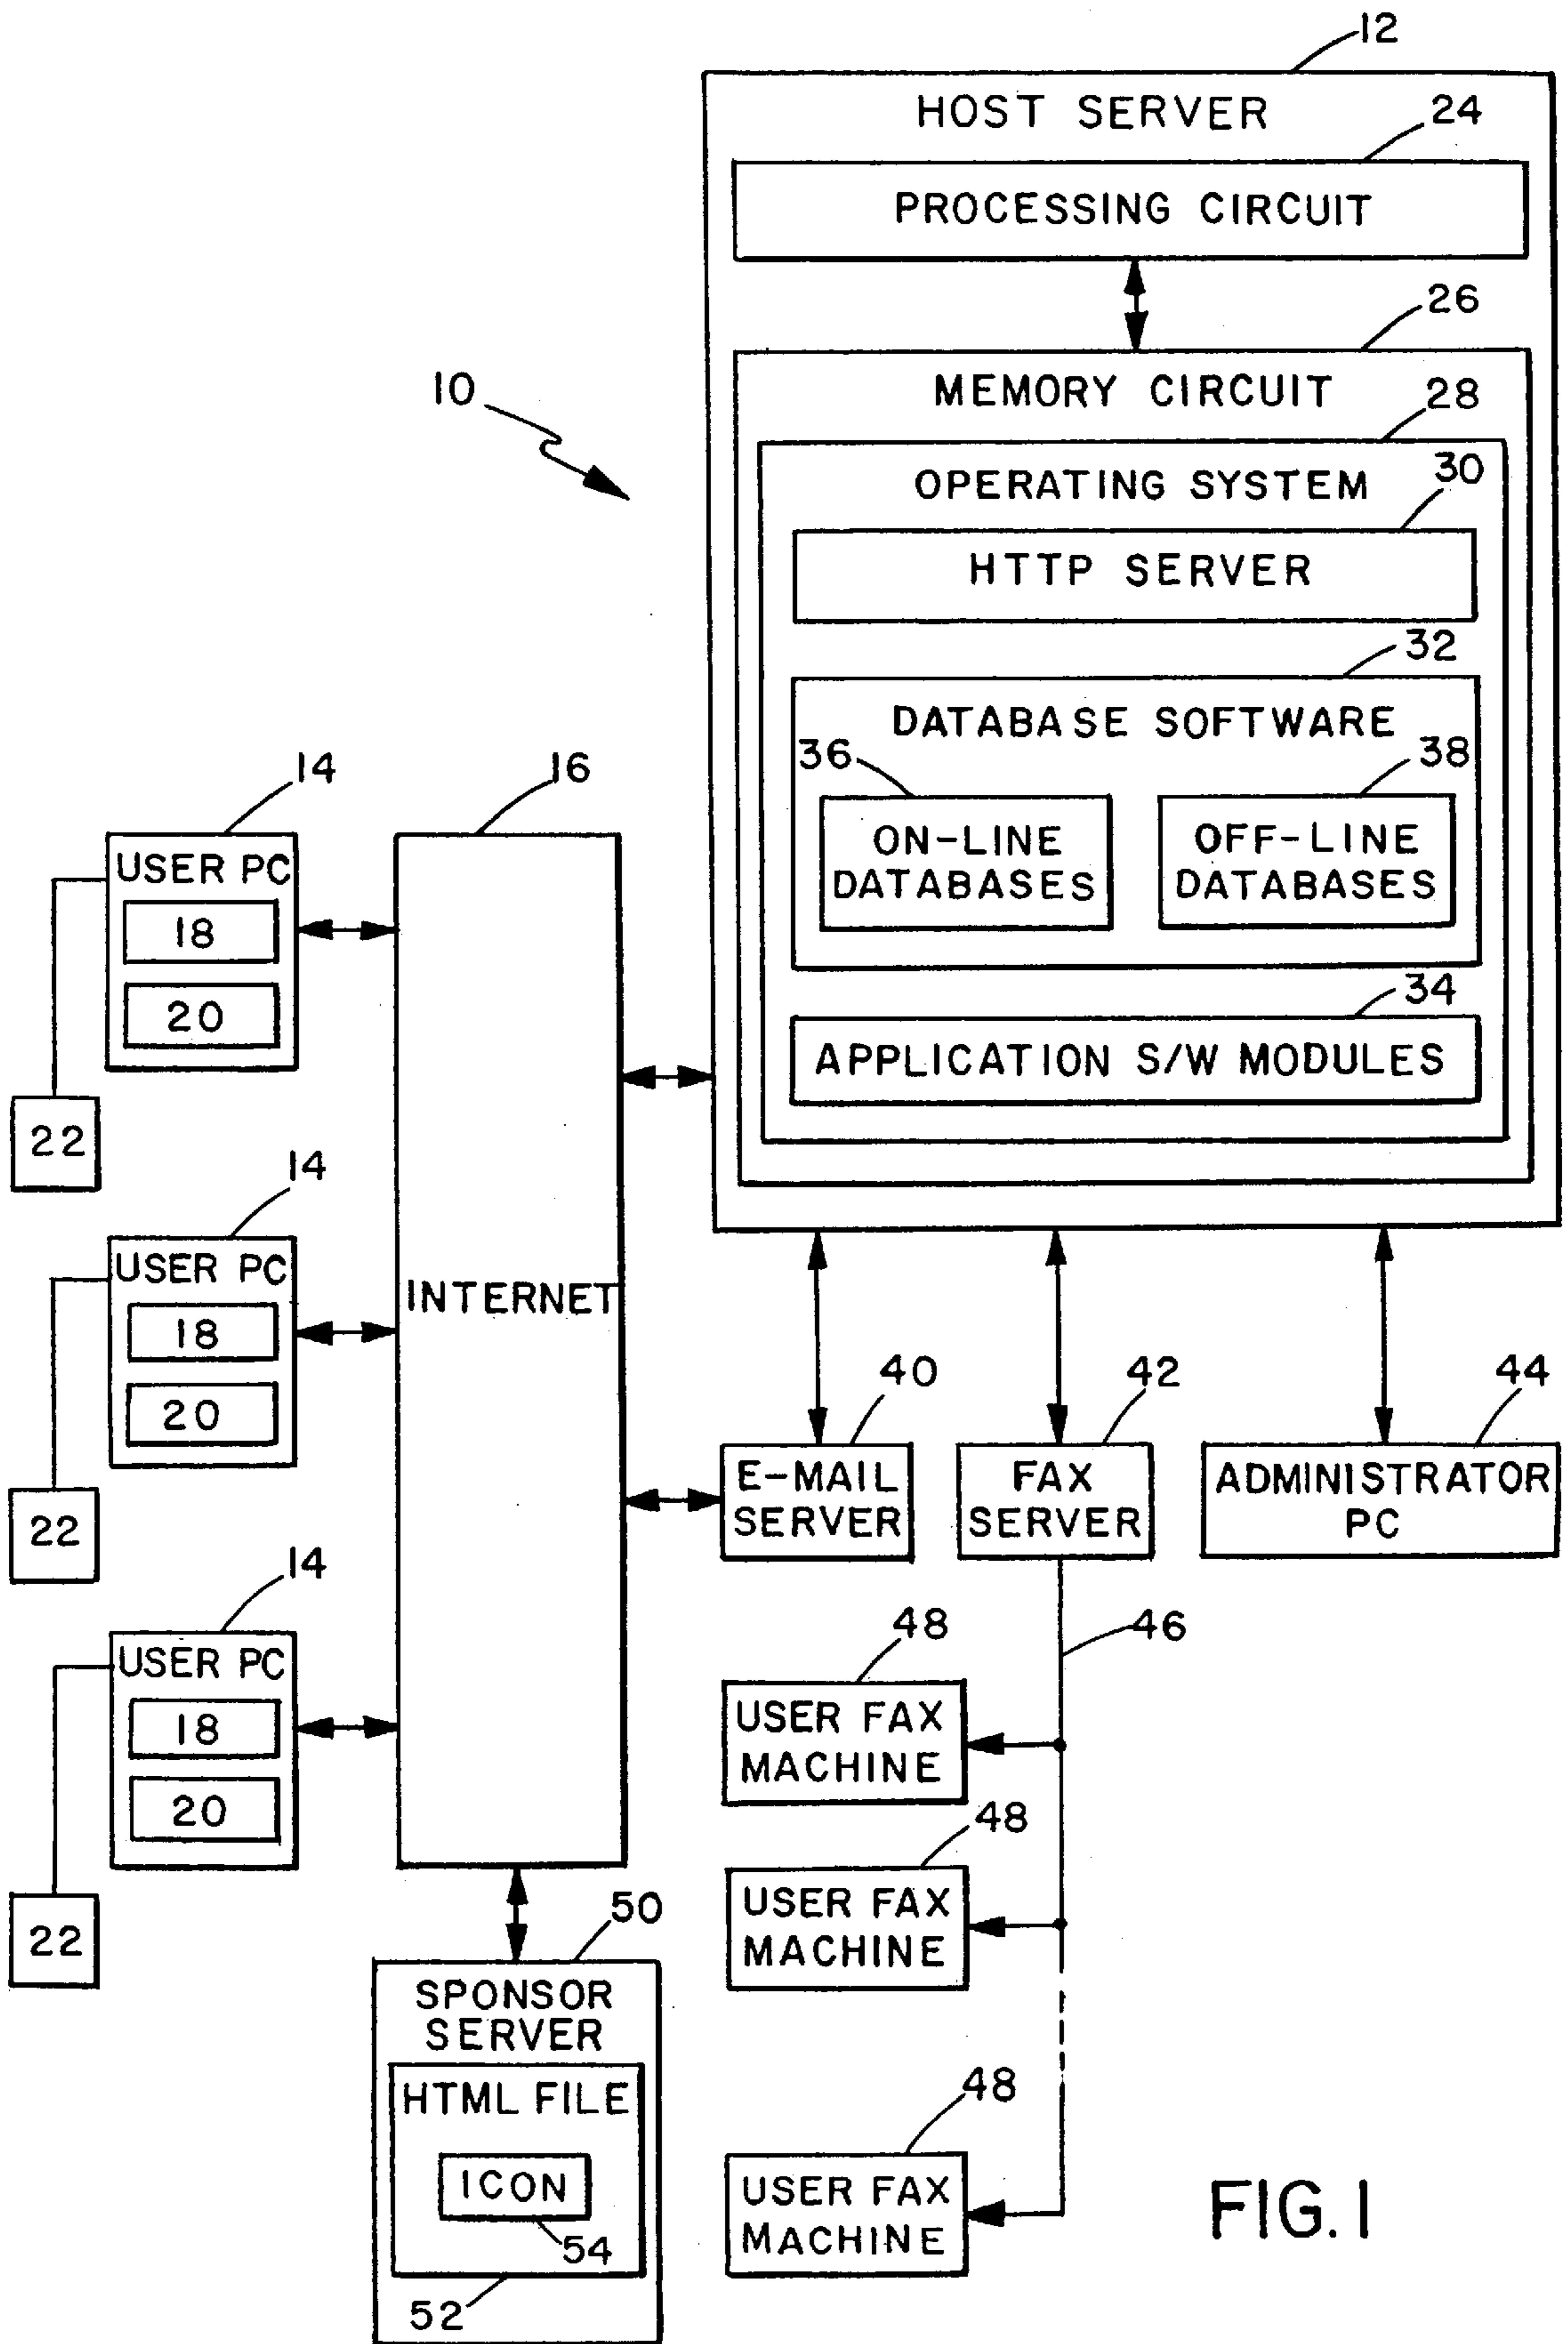 12
HOST SERVER
24
PROCESSING CIRCUIT
26
MEMORY CIRCUIT
10
28
OPERATING SYSTEM
30
HTTP SERVER
32
DATABASE SOFTWARE
36
38
ON-LINE
DATABASES
OFF-LINE
DATABASES
34
APPLICATION S/W MODULES
14
16
USER PC
18
20
22
14
USER PC
18
20
22
INTERNET
14
USER PC
18
20
22
40
42
44
E-MAIL
SERVER
FAX
SERVER
ADMINISTRATOR
PC
46
48
USER FAX
MACHINE
48
USER FAX
MACHINE
48
USER FAX
MACHINE
50
SPONSOR
SERVER
HTML FILE
ICON
54
52
FIG. 1